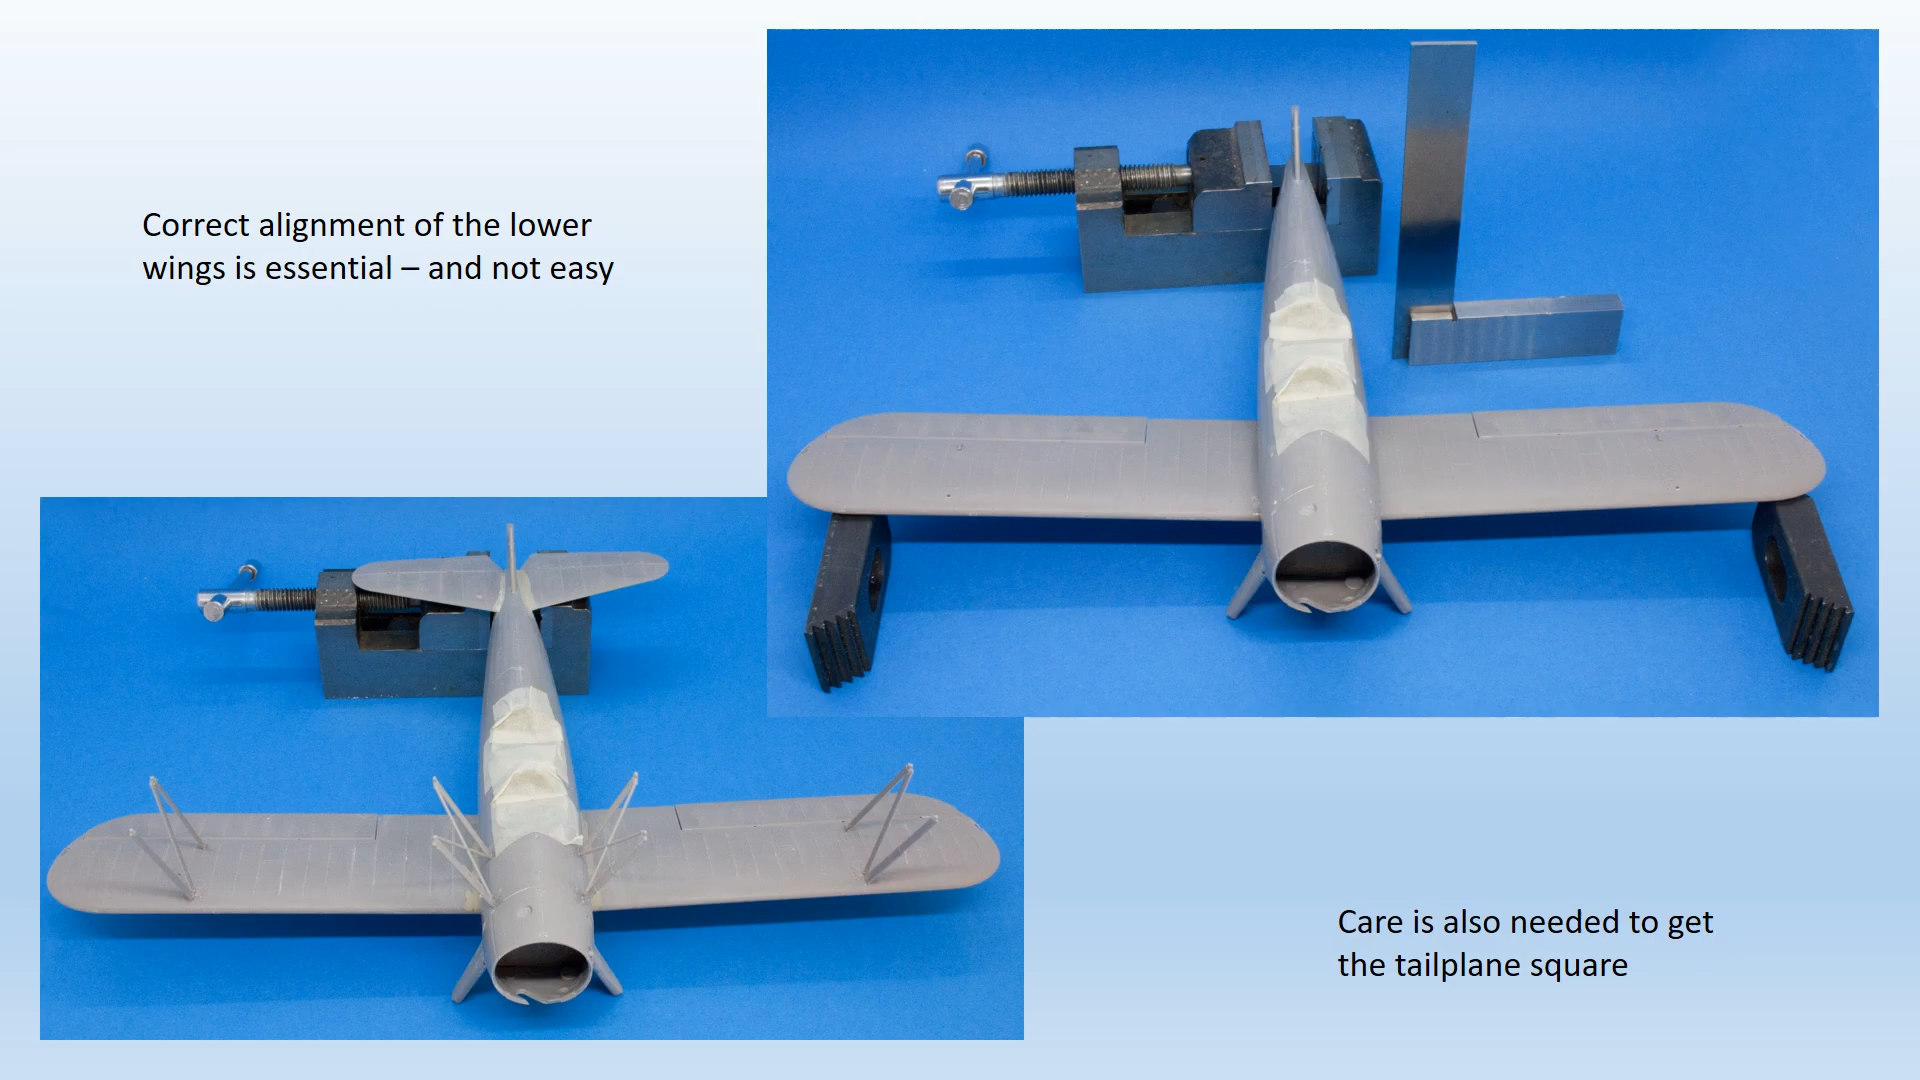 Correct alignment of the lower
wings is essential – and not easy
Care is also needed to get
the tailplane square